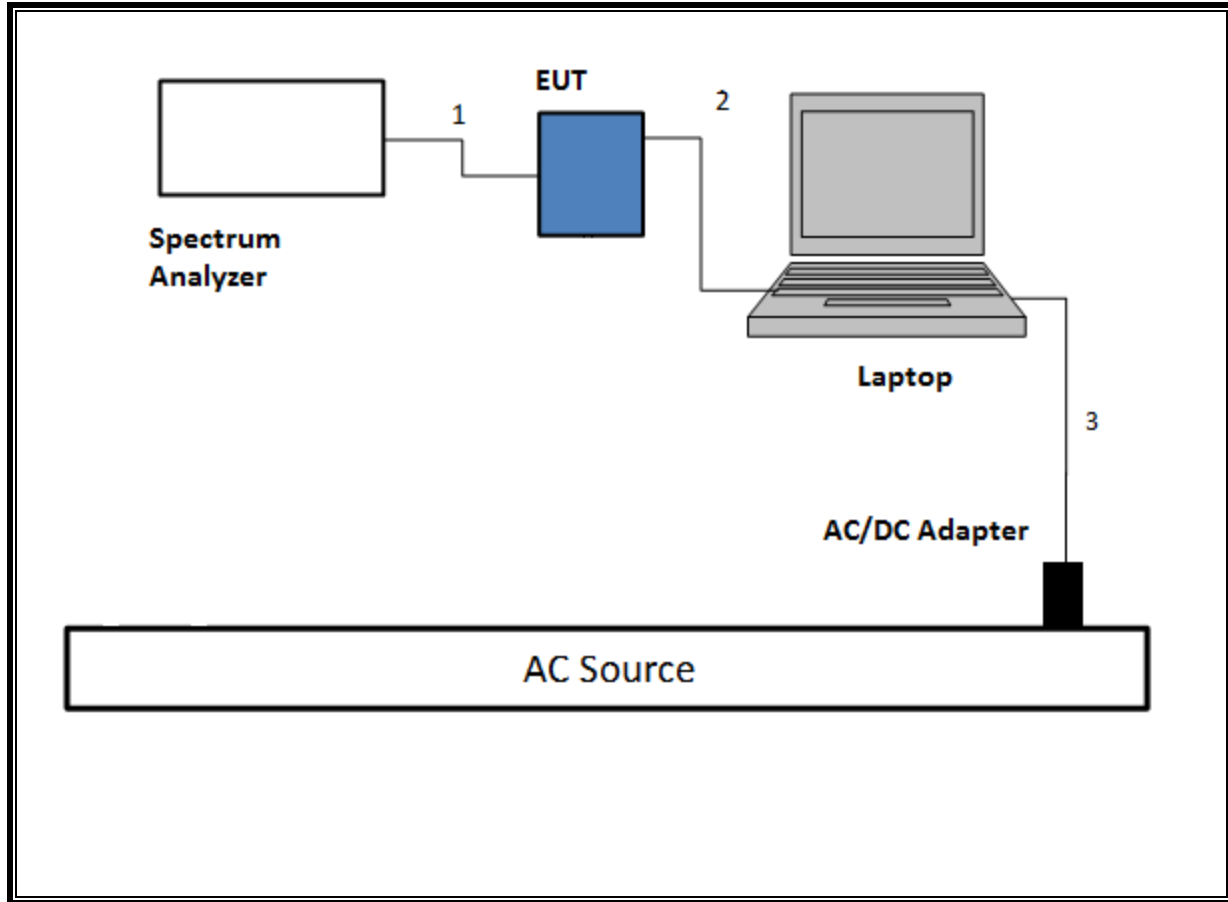 EUT
1
2
Spectrum
Analyzer
Laptop
3
AC/DC Adapter
AC Source